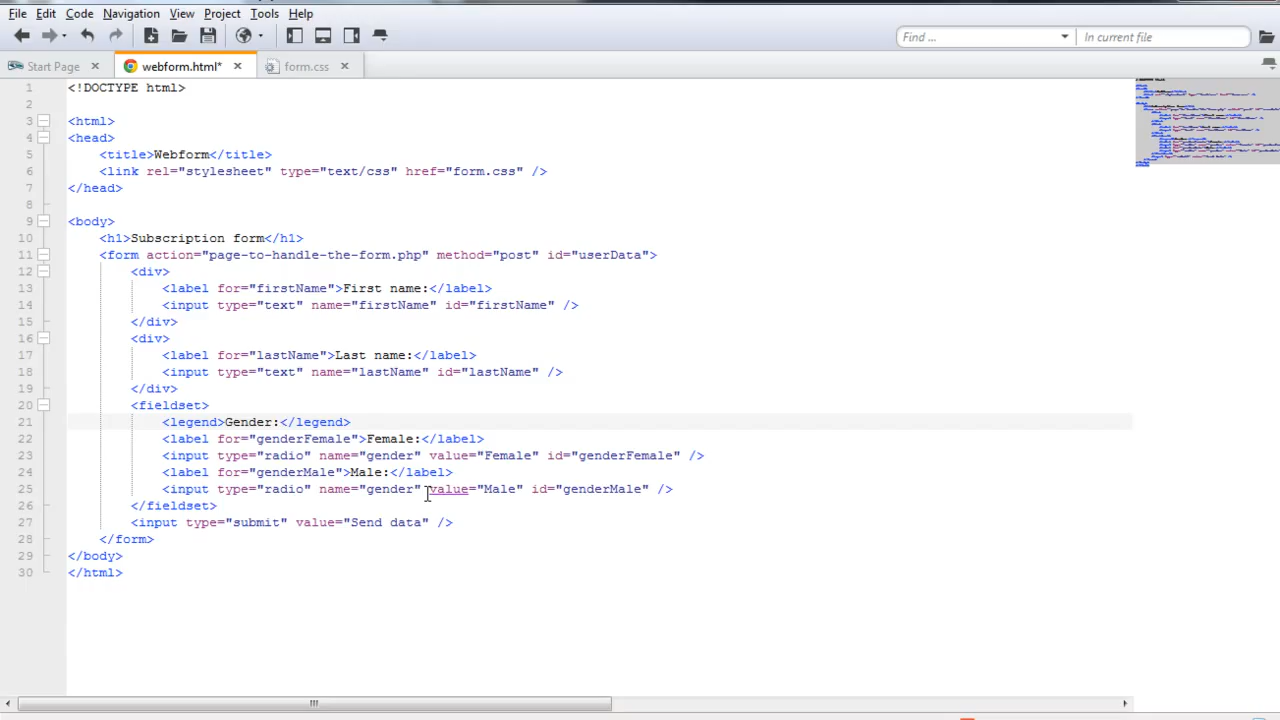 File Edit Code Navigation View Project Tools Help
Find ... In current file
Start Page webform.html* form.css
1 <!DOCTYPE html>
2
3 <html>
4 <head>
5 <title>Webform</title>
6 <link rel="stylesheet" type="text/css" href="form.css" />
7 </head>
8
9 <body>
10 <h1>Subscription form</h1>
11 <form action="page-to-handle-the-form.php" method="post" id="userData">
12 <div>
13 <label for="firstName">First name:</label>
14 <input type="text" name="firstName" id="firstName" />
15 </div>
16 <div>
17 <label for="lastName">Last name:</label>
18 <input type="text" name="lastName" id="lastName" />
19 </div>
20 <fieldset>
21 <legend>Gender:</legend>
22 <label for="genderFemale">Female:</label>
23 <input type="radio" name="gender" value="Female" id="genderFemale" />
24 <label for="genderMale">Male:</label>
25 <input type="radio" name="gender" value="Male" id="genderMale" />
26 </fieldset>
27 <input type="submit" value="Send data" />
28 </form>
29 </body>
30 </html>